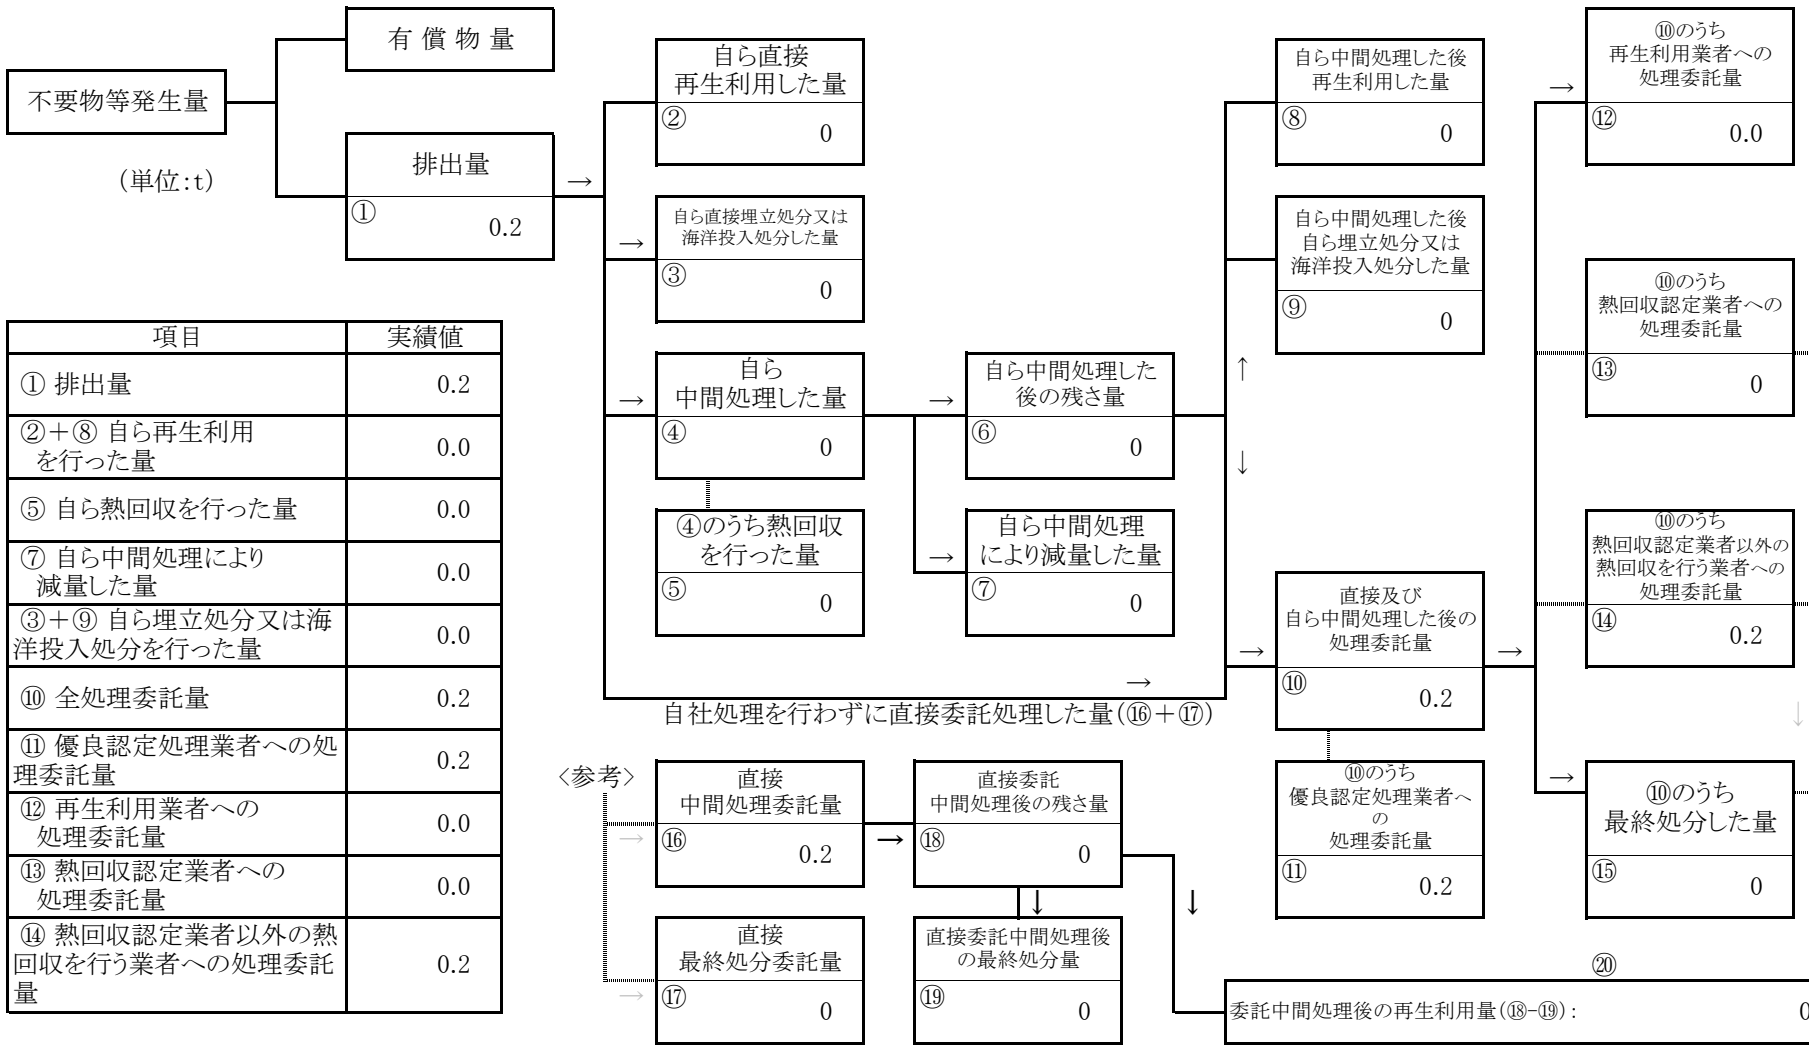 不要物等発生量
(単位:t)
有 償 物 量
排出量
①
0.2
→
自ら直接
再生利用した量
②
0
→
自ら直接埋立処分又は
海洋投入処分した量
③
0
→
自ら
中間処理した量
④
0
④のうち熱回収
を行った量
⑤
0
→
自ら中間処理した
後の残さ量
⑥
0
→
自ら中間処理
により減量した量
⑦
0
↑
↓
自ら中間処理した後
再生利用した量
⑧
0
自ら中間処理した後
自ら埋立処分又は
海洋投入処分した量
⑨
0
→
自社処理を行わずに直接委託処理した量(⑯+⑰)
→
直接及び
自ら中間処理した後の
処理委託量
⑩
0.2
→
⑩のうち
優良認定処理業者へ
の
処理委託量
⑪
0.2
→
⑩のうち
再生利用業者への
処理委託量
⑫
0.0
⑩のうち
熱回収認定業者への
処理委託量
⑬
0
⑩のうち
熱回収認定業者以外の
熱回収を行う業者への
処理委託量
⑭
0.2
↓
→
⑩のうち
最終処分した量
⑮
0
項目 実績値
① 排出量 0.2
②+⑧ 自ら再生利用
を行った量 0.0
⑤ 自ら熱回収を行った量 0.0
⑦ 自ら中間処理により
減量した量 0.0
③+⑨ 自ら埋立処分又は海
洋投入処分を行った量 0.0
⑩ 全処理委託量 0.2
⑪ 優良認定処理業者への処
理委託量 0.2
⑫ 再生利用業者への
処理委託量 0.0
⑬ 熱回収認定業者への
処理委託量 0.0
⑭ 熱回収認定業者以外の熱
回収を行う業者への処理委託
量 0.2
<参考>
→
直接
中間処理委託量
⑯
0.2
→
直接委託
中間処理後の残さ量
⑱
0
↓
↓
→
直接
最終処分委託量
⑰
0
直接委託中間処理後
の最終処分量
⑲
0
⑳
委託中間処理後の再生利用量(⑱-⑲): 0